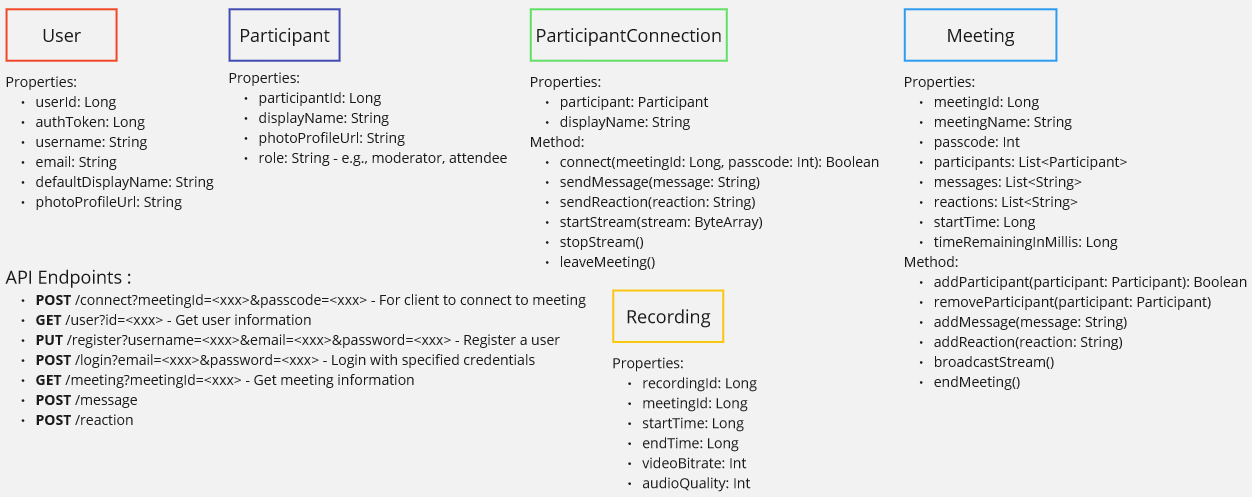 User
Properties:
• userId: Long
• authToken: Long
• username: String
• email: String
• defaultDisplayName: String
• photoProfileUrl: String
Participant
Properties:
• participantId: Long
• displayName: String
• photoProfileUrl: String
• role: String - e.g., moderator, attendee
ParticipantConnection
Properties:
• participant: Participant
• displayName: String
Method:
• connect(meetingId: Long, passcode: Int): Boolean
• sendMessage(message: String)
• sendReaction(reaction: String)
• startStream(stream: ByteArray)
• stopStream()
• leaveMeeting()
Meeting
Properties:
• meetingId: Long
• meetingName: String
• passcode: Int
• participants: List<Participant>
• messages: List<String>
• reactions: List<String>
• startTime: Long
• timeRemainingInMillis: Long
Method:
• addParticipant(participant: Participant): Boolean
• removeParticipant(participant: Participant)
• addMessage(message: String)
• addReaction(reaction: String)
• broadcastStream()
• endMeeting()
API Endpoints :
• POST /connect?meetingId=<xxx>&passcode=<xxx> - For client to connect to meeting
• GET /user?id=<xxx> - Get user information
• PUT /register?username=<xxx>&email=<xxx>&password=<xxx> - Register a user
• POST /login?email=<xxx>&password=<xxx> - Login with specified credentials
• GET /meeting?meetingId=<xxx> - Get meeting information
• POST /message
• POST /reaction
Recording
Properties:
• recordingId: Long
• meetingId: Long
• startTime: Long
• endTime: Long
• videoBitrate: Int
• audioQuality: Int